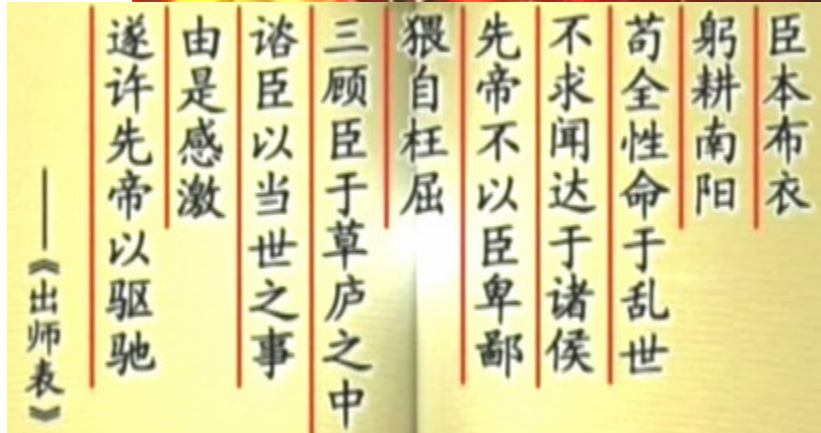 臣本布衣
躬耕南阳
苟全性命于乱世
不求闻达于诸侯
先帝不以臣卑鄙
猥自枉屈
三顾臣于草庐之中
谘臣以当世之事
由是感激
遂许先帝以驱驰
——《出师表》